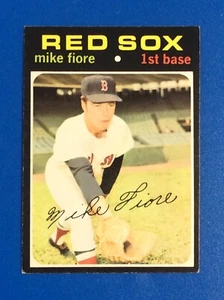 RED SOX
mike fiore • 1st base
B
Mike Fiore